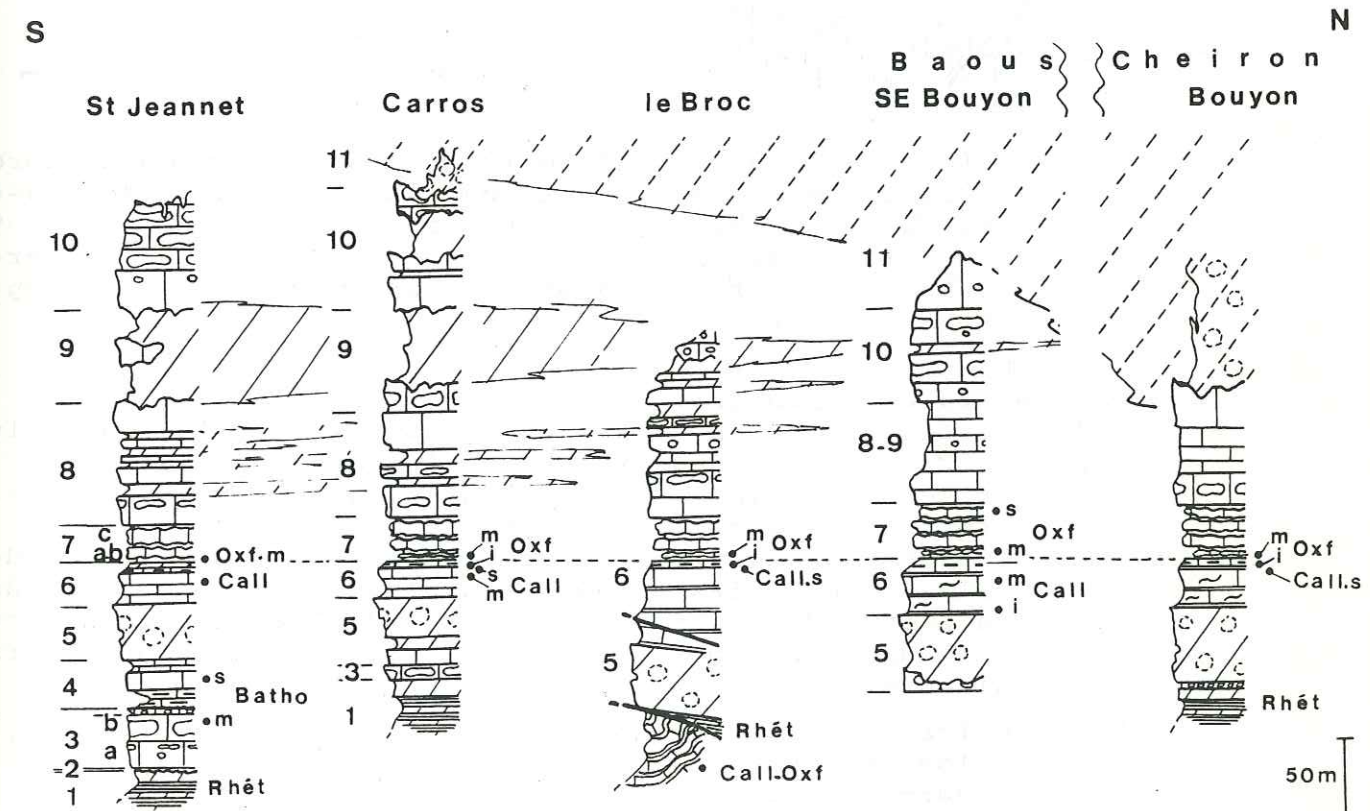 S
N
Baous
Cheiron
St Jeannet
Carros
le Broc
SE Bouyon
Bouyon
11
10
9
8
7
c
ab
6
5
4
3
b
a
2
1
Oxf.m
Call
s
Batho
m
Rhét
10
9
8
7
6
5
3
1
m
i
Oxf
s
m
Call
6
5
m
i
Oxf
Call.s
Rhét
Call-Oxf
11
10
8-9
7
6
5
s
Oxf
m
m
Call
i
m
i
Oxf
Call.s
Rhét
50m